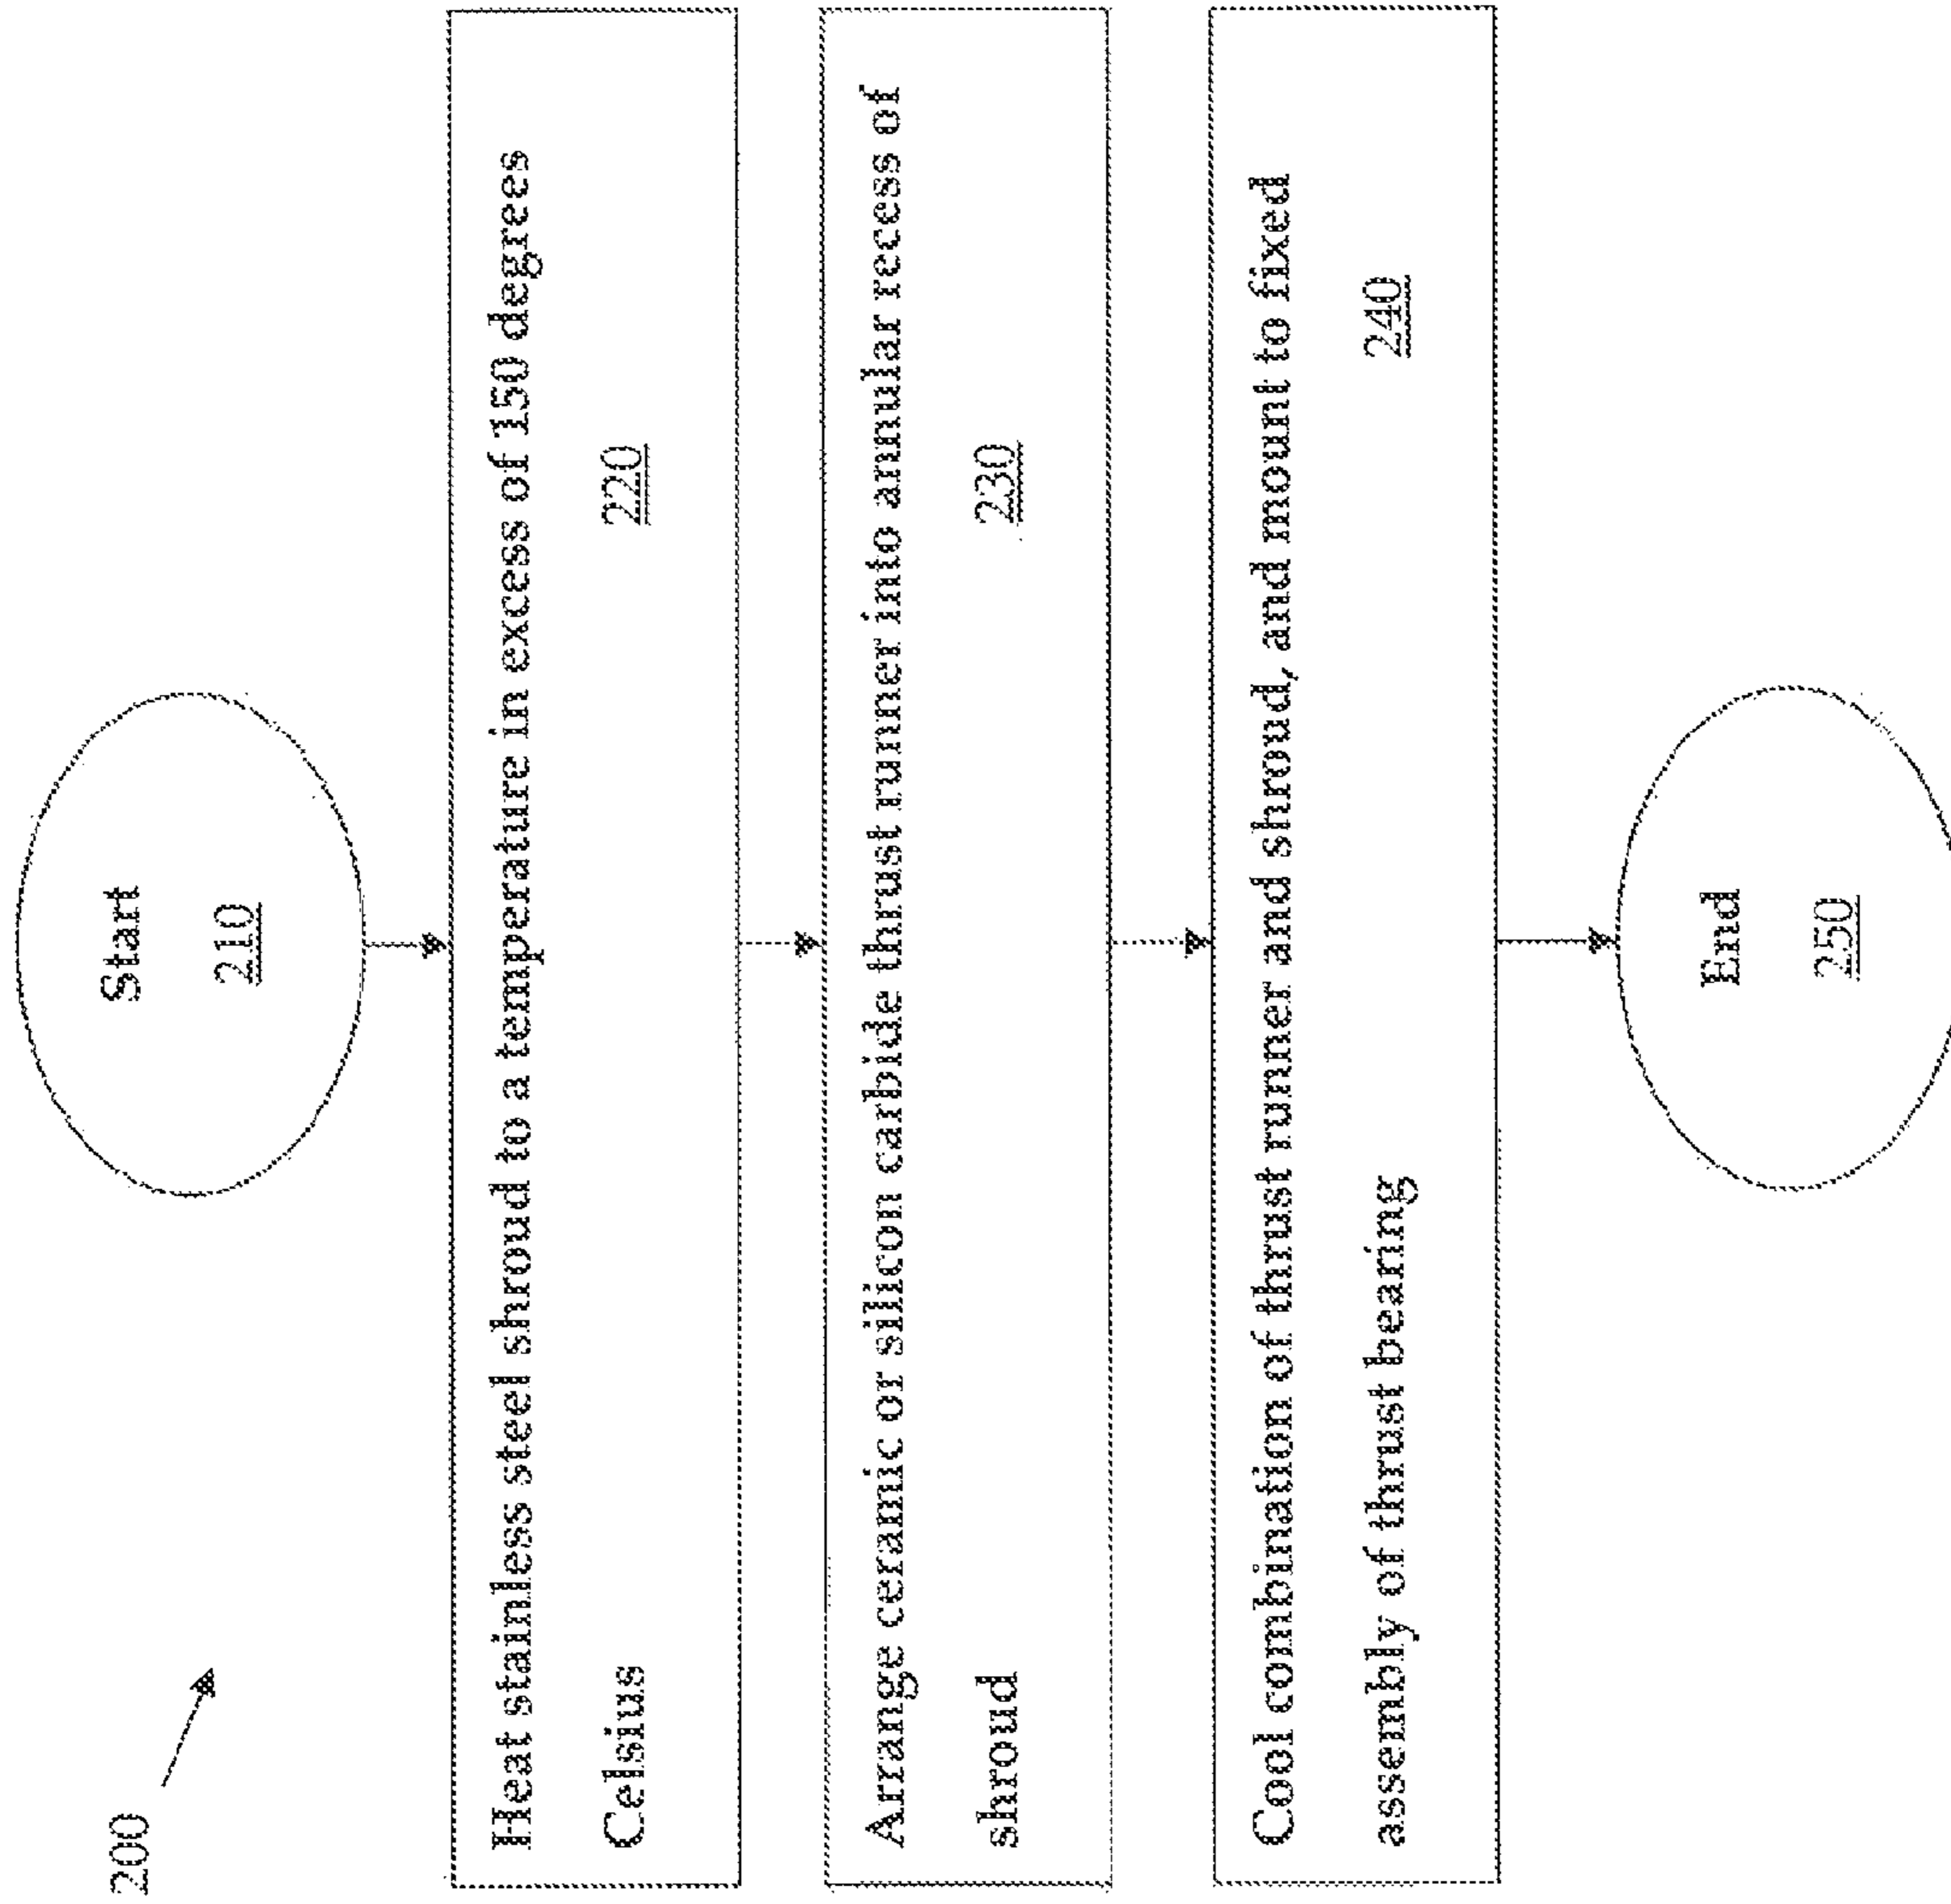 200
Start
210
Heat stainless steel shroud to a temperature in excess of 150 degrees
Celsius
220
Arrange ceramic or silicon carbide thrust runner into annular recess of
shroud
230
Cool combination of thrust runner and shroud, and mount to fixed
assembly of thrust bearing
240
End
250